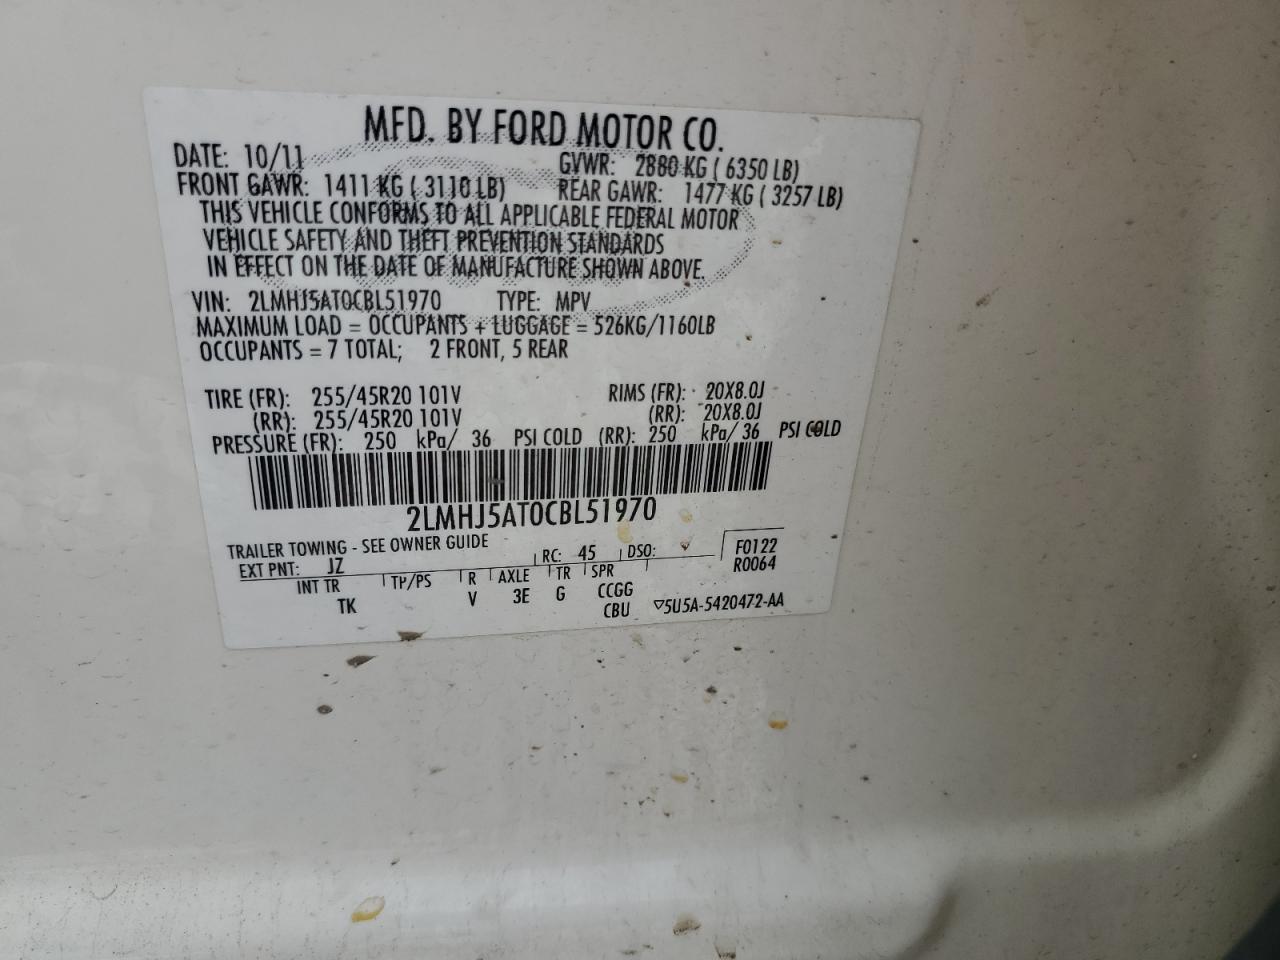 MFD. BY FORD MOTOR CO.
DATE: 10/11 GVWR: 2880 KG ( 6350 LB)
FRONT GAWR: 1411 KG ( 3110 LB) REAR GAWR: 1477 KG ( 3257 LB)
THIS VEHICLE CONFORMS TO ALL APPLICABLE FEDERAL MOTOR
VEHICLE SAFETY AND THEFT PREVENTION STANDARDS
IN EFFECT ON THE DATE OF MANUFACTURE SHOWN ABOVE.
VIN: 2LMHJ5AT0CBL51970 TYPE: MPV
MAXIMUM LOAD = OCCUPANTS + LUGGAGE = 526KG/1160LB
OCCUPANTS = 7 TOTAL; 2 FRONT, 5 REAR
TIRE (FR): 255/45R20 101V RIMS (FR): 20X8.0J
(RR): 255/45R20 101V (RR): 20X8.0J
PRESSURE (FR): 250 kPa/ 36 PSI COLD (RR): 250 kPa/ 36 PSI COLD
2LMHJ5AT0CBL51970
TRAILER TOWING - SEE OWNER GUIDE
EXT PNT: JZ RC: 45 DSO: F0122
R0064
INT TR TP/PS R AXLE TR SPR
TK V 3E G CCGG
CBU ▽5U5A-5420472-AA